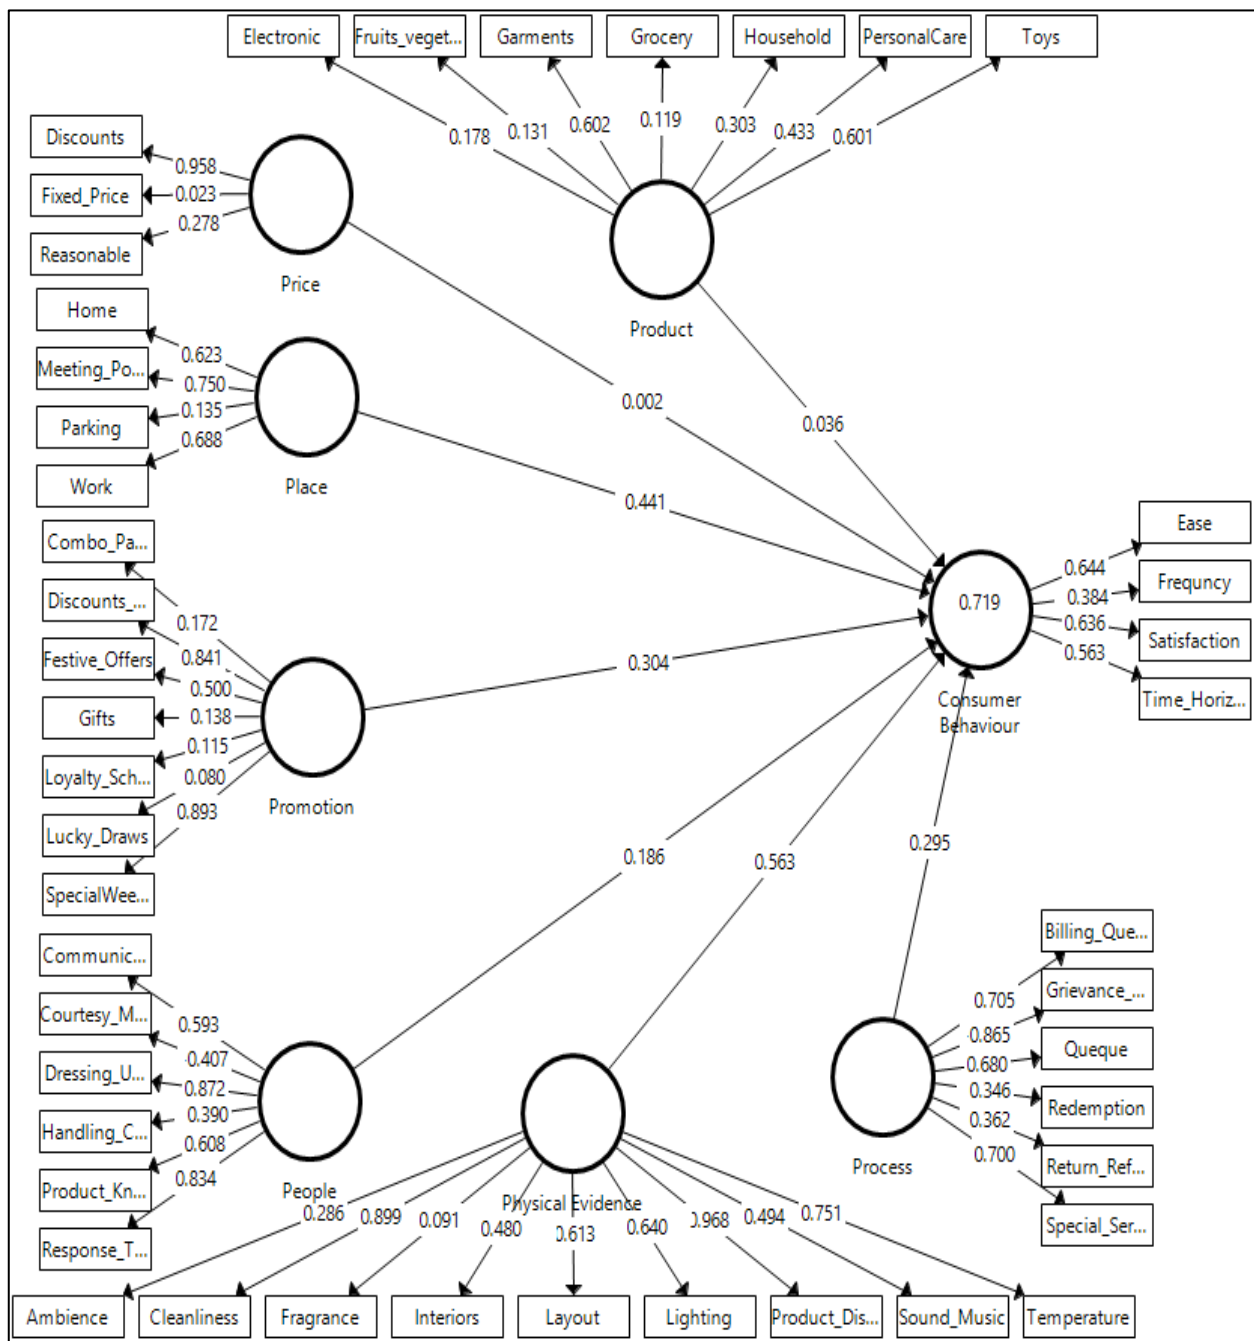 Electronic
Fruits_veget...
Garments
Grocery
Household
PersonalCare
Toys
0.178
0.131
0.602
0.119
0.303
0.433
0.601
Product
Discounts
Fixed_Price
Reasonable
0.958
0.023
0.278
Price
Home
Meeting_Po...
Parking
Work
0.623
0.750
0.135
0.688
Place
0.002
0.036
0.441
Combo_Pa...
Discounts_...
Festive_Offers
Gifts
Loyalty_Sch...
Lucky_Draws
SpecialWee...
0.172
0.841
0.500
0.138
0.115
0.080
0.893
Promotion
0.304
0.719
Consumer
Behaviour
0.644
0.384
0.636
0.563
Ease
Frequncy
Satisfaction
Time_Horiz...
0.186
0.563
0.295
Communic...
Courtesy_M...
Dressing_U...
Handling_C...
Product_Kn...
Response_T...
0.593
0.407
0.872
0.390
0.608
0.834
People
Billing_Que...
Grievance_...
Queque
Redemption
Return_Ref...
Special_Ser...
0.705
0.865
0.680
0.346
0.362
0.700
Process
Physical Evidence
0.286
0.899
0.091
0.480
0.613
0.640
0.968
0.494
0.751
Ambience
Cleanliness
Fragrance
Interiors
Layout
Lighting
Product_Dis...
Sound_Music
Temperature